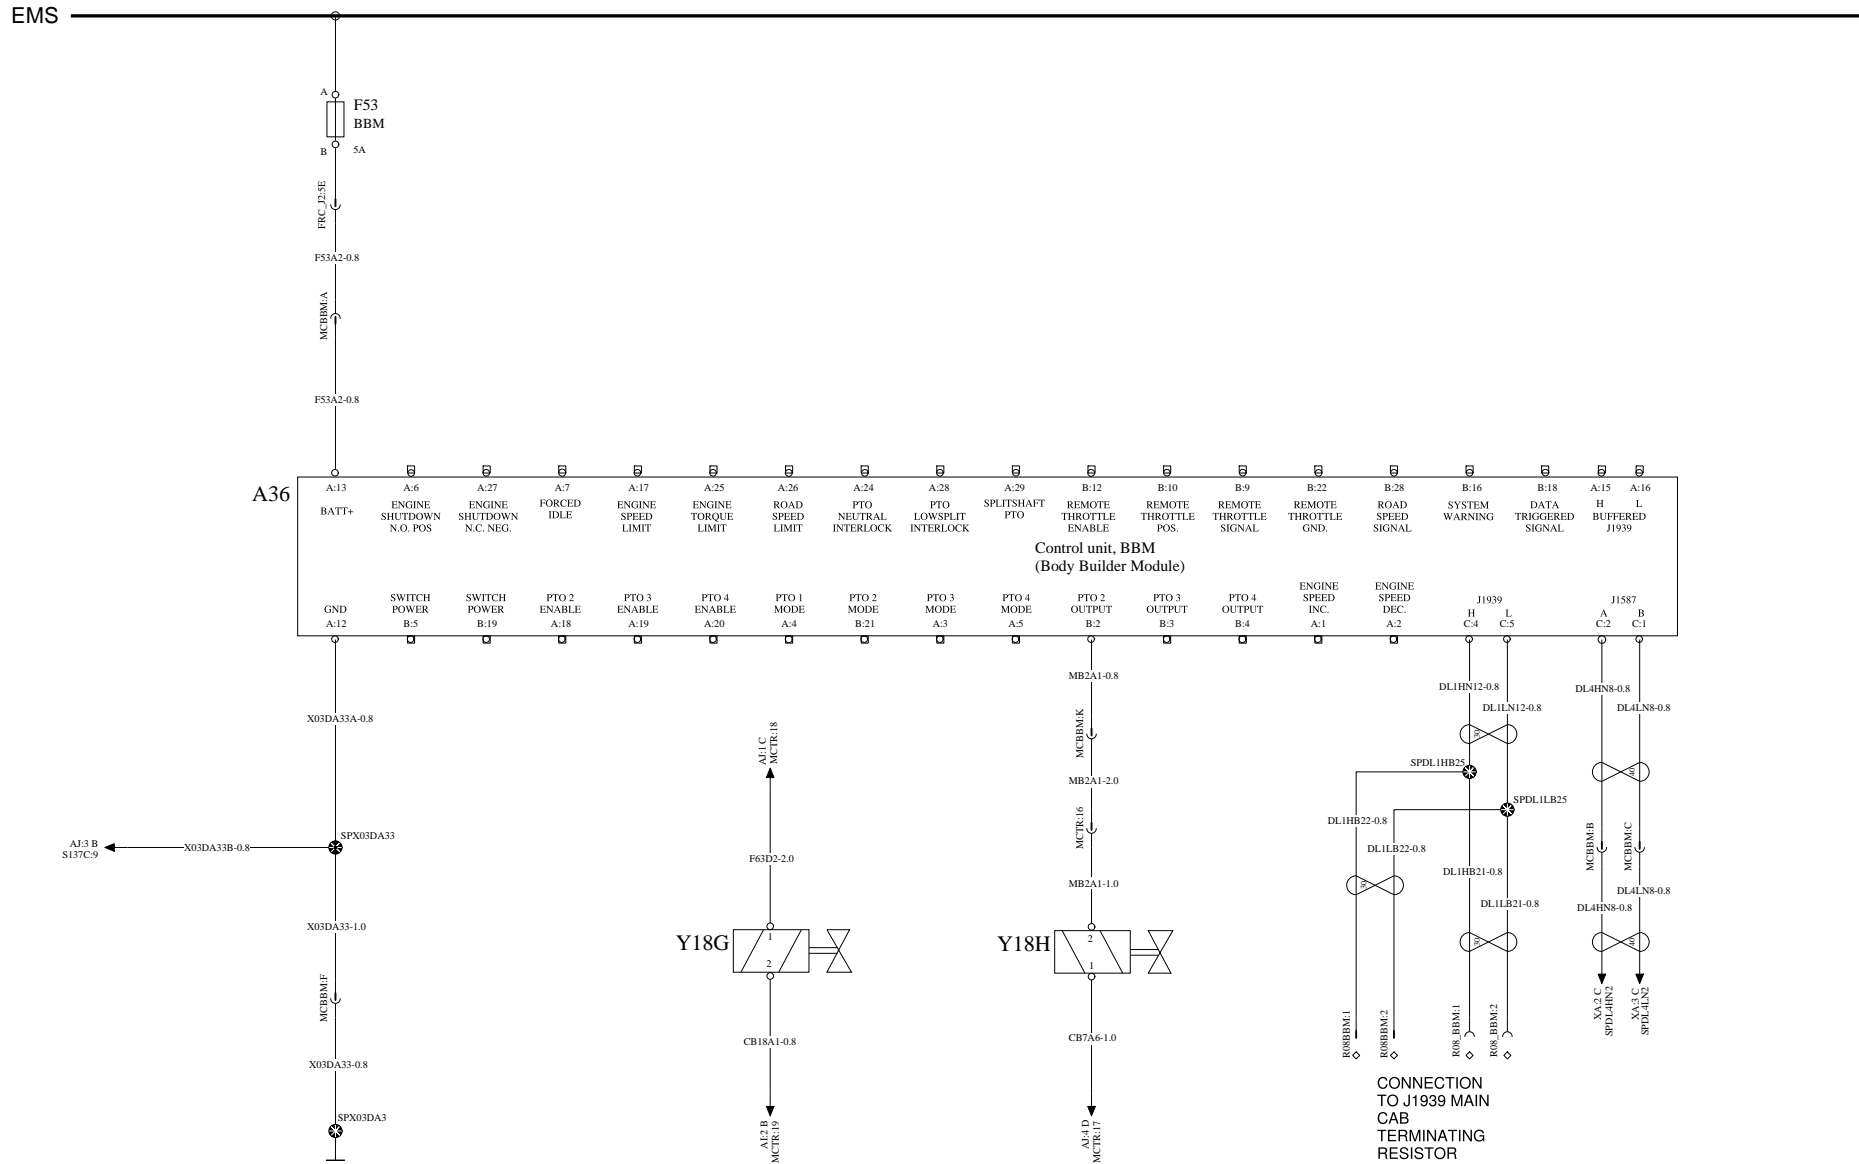 EMS
A
F53
BBM
B
5A
FRC_J2:5E
F53A2-0.8
MCBBM:A
F53A2-0.8
A36
A:13
BATT+
A:6
ENGINE
SHUTDOWN
N.O. POS
A:27
ENGINE
SHUTDOWN
N.C. NEG.
A:7
FORCED
IDLE
A:17
ENGINE
SPEED
LIMIT
A:25
ENGINE
TORQUE
LIMIT
A:26
ROAD
SPEED
LIMIT
A:24
PTO
NEUTRAL
INTERLOCK
A:28
PTO
LOWSPLIT
INTERLOCK
A:29
SPLITSHAFT
PTO
B:12
REMOTE
THROTTLE
ENABLE
B:10
REMOTE
THROTTLE
POS.
B:9
REMOTE
THROTTLE
SIGNAL
B:22
REMOTE
THROTTLE
GND.
B:28
ROAD
SPEED
SIGNAL
B:16
SYSTEM
WARNING
B:18
DATA
TRIGGERED
SIGNAL
A:15 A:16
H L
BUFFERED
J1939
Control unit, BBM
(Body Builder Module)
GND
A:12
SWITCH
POWER
B:5
SWITCH
POWER
B:19
PTO 2
ENABLE
A:18
PTO 3
ENABLE
A:19
PTO 4
ENABLE
A:20
PTO 1
MODE
A:4
PTO 2
MODE
B:21
PTO 3
MODE
A:3
PTO 4
MODE
A:5
PTO 2
OUTPUT
B:2
PTO 3
OUTPUT
B:3
PTO 4
OUTPUT
B:4
ENGINE
SPEED
INC.
A:1
ENGINE
SPEED
DEC.
A:2
J1939
H L
C:4 C:5
J1587
A B
C:2 C:1
X03DA33A-0.8
SPX03DA33
AJ:3 B
S137C:9
X03DA33B-0.8
X03DA33-1.0
MCBBM:F
X03DA33-0.8
SPX03DA3
AJ:1 C
MCTR:18
F63D2-2.0
Y18G
1
2
CB18A1-0.8
AI:2 B
MCTR:19
MB2A1-0.8
MCBBM:K
MB2A1-2.0
MCTR:16
MB2A1-1.0
Y18H
2
1
CB7A6-1.0
AJ:4 D
MCTR:17
DL1HN12-0.8
DL1LN12-0.8
30
SPDL1HB25
SPDL1LB25
DL1HB22-0.8
DL1LB22-0.8
30
DL1HB21-0.8
DL1LB21-0.8
30
R08BBM:1
R08BBM:2
R08_BBM:1
R08_BBM:2
DL4HN8-0.8
DL4LN8-0.8
40
MCBBM:B
MCBBM:C
DL4LN8-0.8
DL4HN8-0.8
40
XA:2 C
SPDL4HN2
XA:3 C
SPDL4LN2
CONNECTION
TO J1939 MAIN
CAB
TERMINATING
RESISTOR